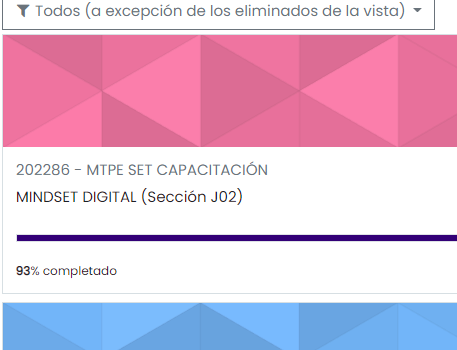 Todos (a excepción de los eliminados de la vista)
202286 - MTPE SET CAPACITACIÓN
MINDSET DIGITAL (Sección J02)
93% completado